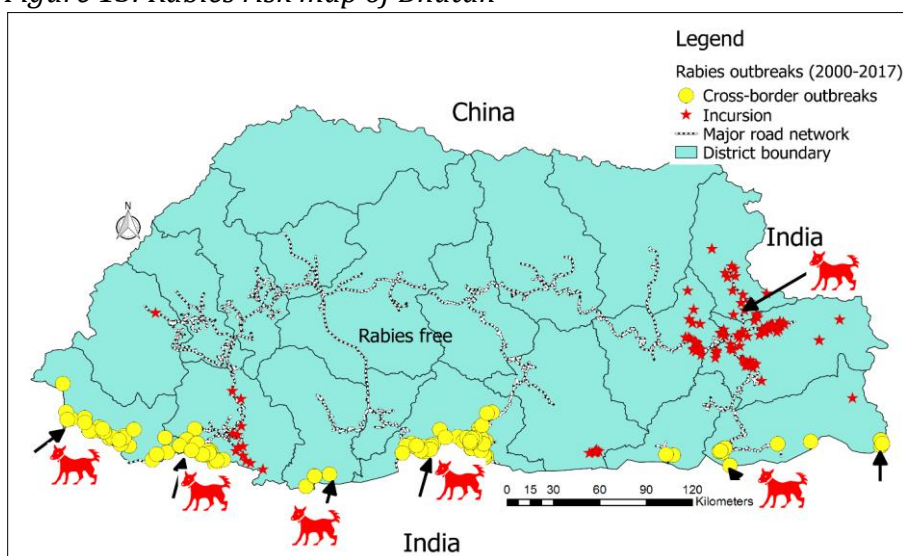 Figure 13: Rabies risk map of Bhutan
Legend
Rabies outbreaks (2000-2017)
Cross-border outbreaks
Incursion
Major road network
District boundary
China
India
Rabies free
0 15 30 60 90 120
Kilometers
India